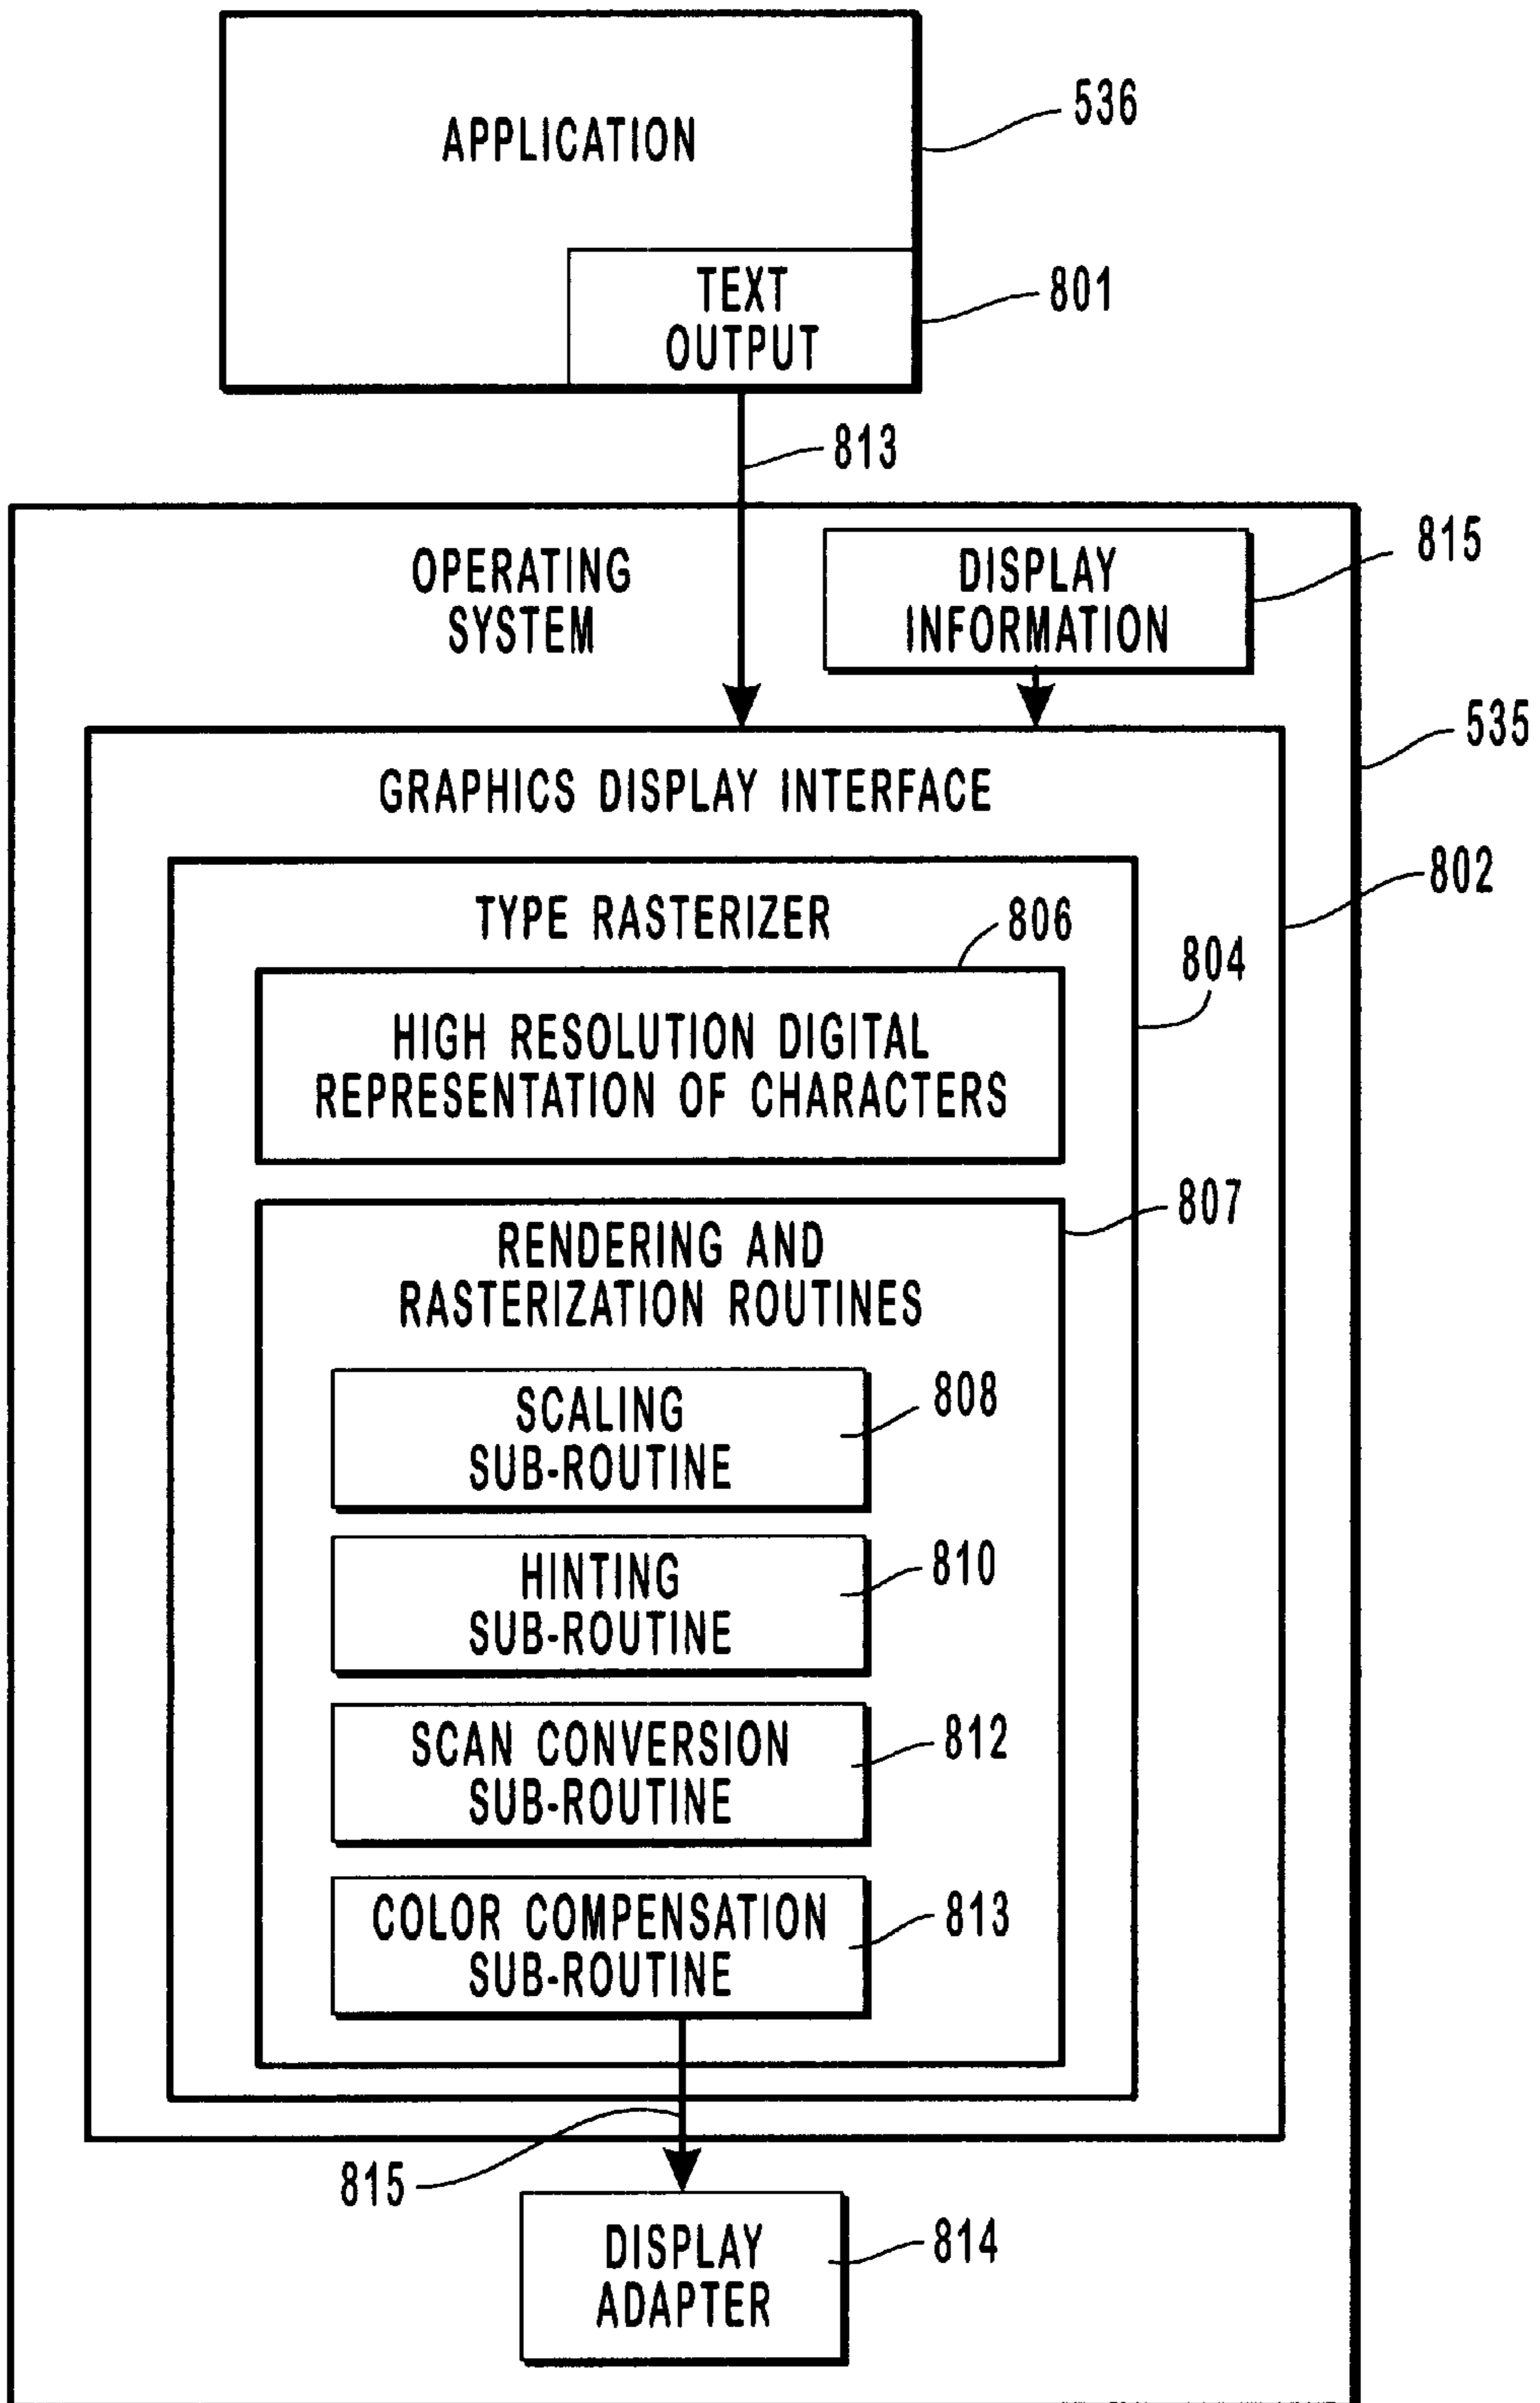 APPLICATION
536
TEXT
OUTPUT
801
813
OPERATING
SYSTEM
DISPLAY
INFORMATION
815
535
GRAPHICS DISPLAY INTERFACE
802
TYPE RASTERIZER
806
804
HIGH RESOLUTION DIGITAL
REPRESENTATION OF CHARACTERS
807
RENDERING AND
RASTERIZATION ROUTINES
SCALING
SUB-ROUTINE
808
HINTING
SUB-ROUTINE
810
SCAN CONVERSION
SUB-ROUTINE
812
COLOR COMPENSATION
SUB-ROUTINE
813
815
DISPLAY
ADAPTER
814